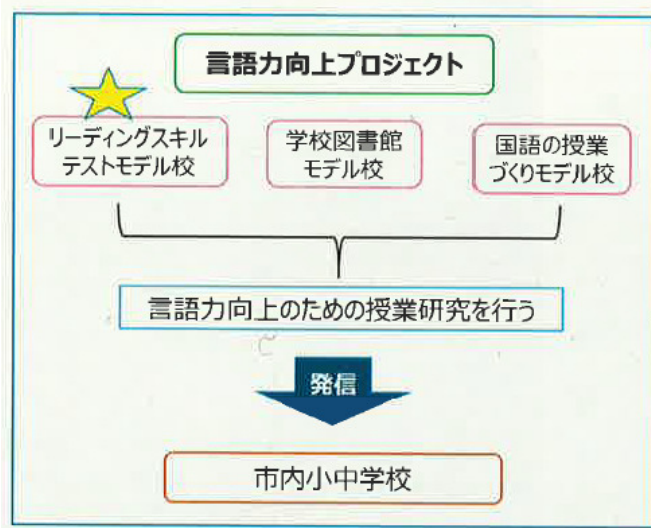 言語力向上プロジェクト
リーディングスキル
テストモデル校
学校図書館
モデル校
国語の授業
づくりモデル校
言語力向上のための授業研究を行う
発信
市内小中学校